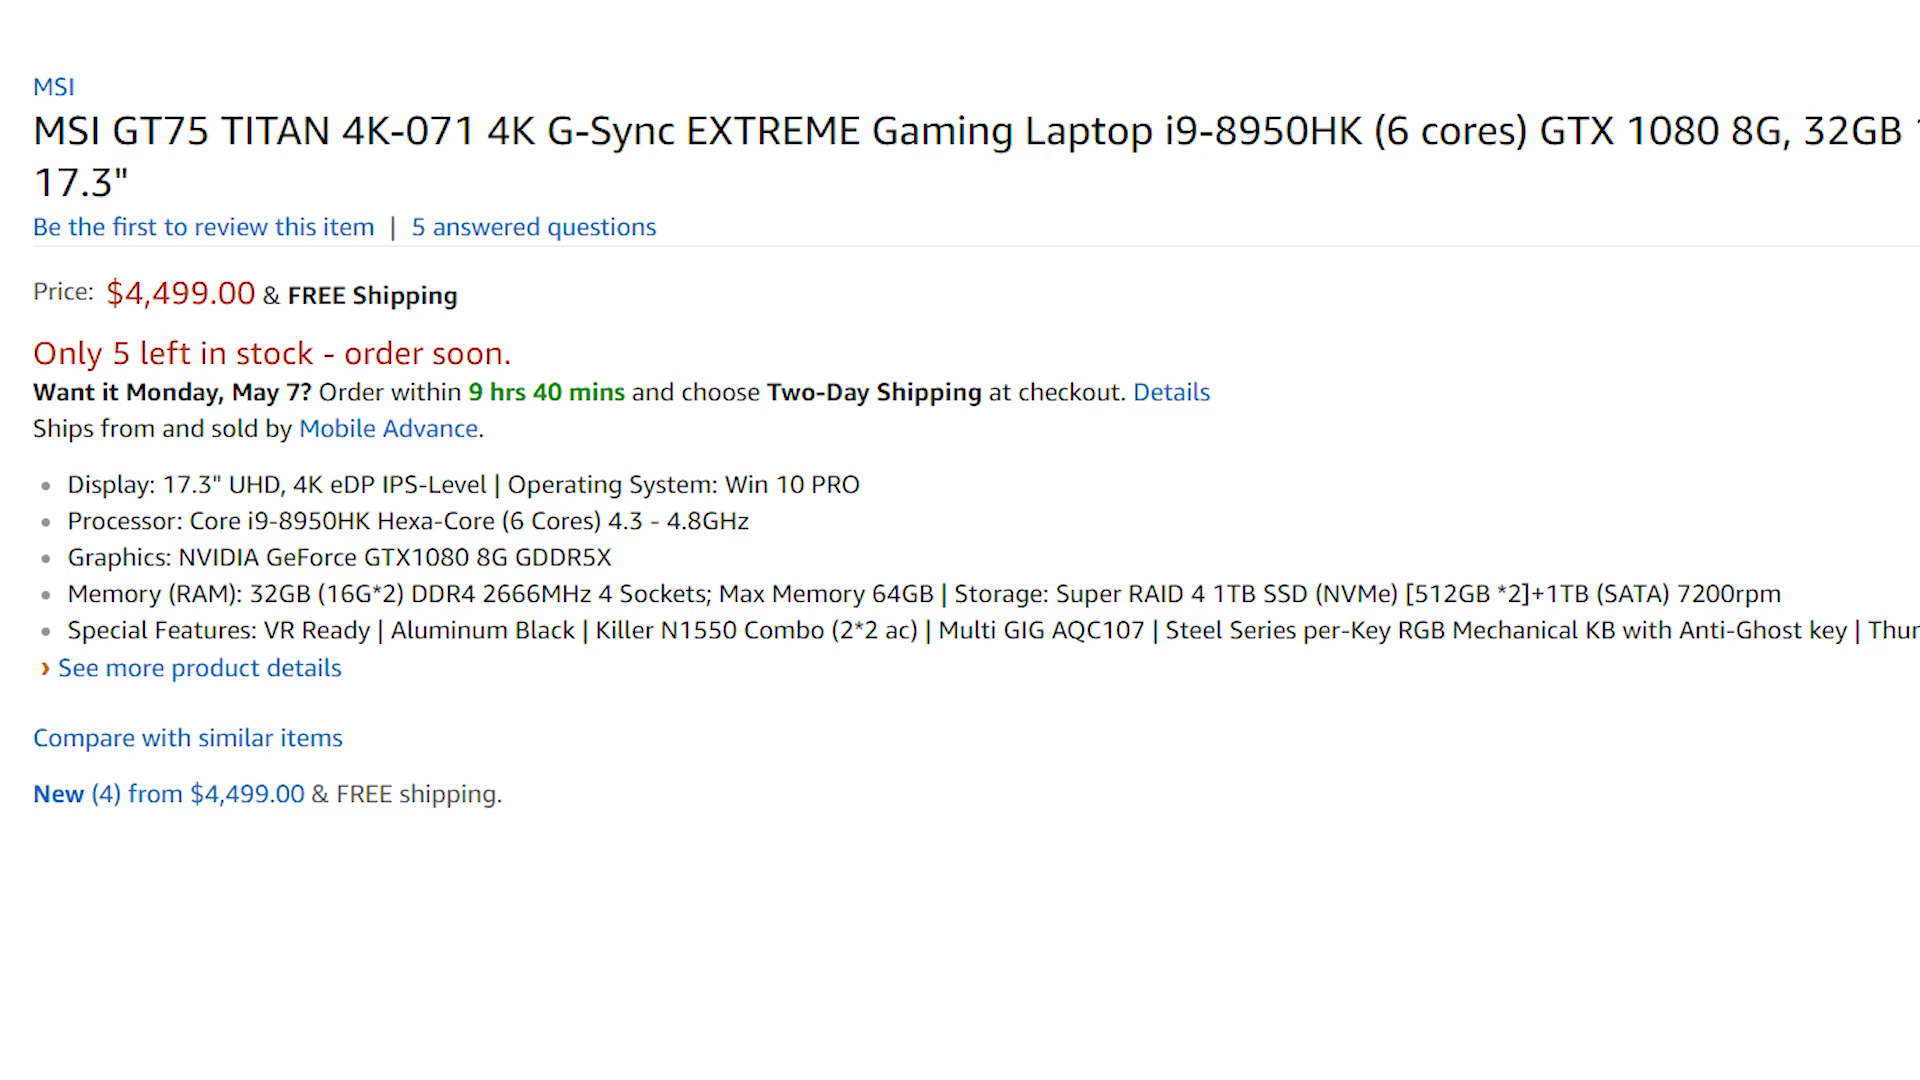 MSI
MSI GT75 TITAN 4K-071 4K G-Sync EXTREME Gaming Laptop i9-8950HK (6 cores) GTX 1080 8G, 32GB
17.3"
Be the first to review this item | 5 answered questions
Price: $4,499.00 & FREE Shipping
Only 5 left in stock - order soon.
Want it Monday, May 7? Order within 9 hrs 40 mins and choose Two-Day Shipping at checkout. Details
Ships from and sold by Mobile Advance.
Display: 17.3" UHD, 4K eDP IPS-Level | Operating System: Win 10 PRO
Processor: Core i9-8950HK Hexa-Core (6 Cores) 4.3 - 4.8GHz
Graphics: NVIDIA GeForce GTX1080 8G GDDR5X
Memory (RAM): 32GB (16G*2) DDR4 2666MHz 4 Sockets; Max Memory 64GB | Storage: Super RAID 4 1TB SSD (NVMe) [512GB *2]+1TB (SATA) 7200rpm
Special Features: VR Ready | Aluminum Black | Killer N1550 Combo (2*2 ac) | Multi GIG AQC107 | Steel Series per-Key RGB Mechanical KB with Anti-Ghost key |
› See more product details
Compare with similar items
New (4) from $4,499.00 & FREE shipping.